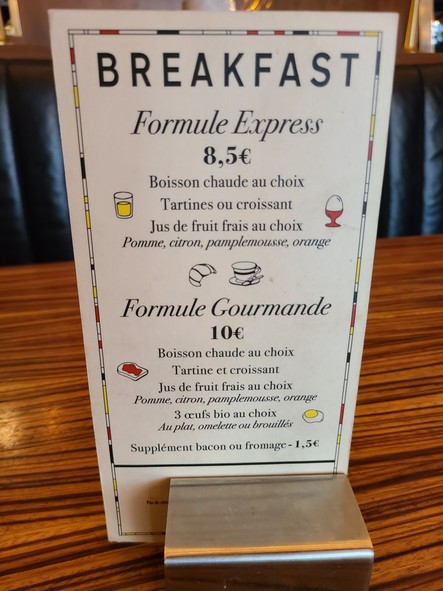 BREAKFAST
Formule Express
8,5€
Boisson chaude au choix
Tartines ou croissant
Jus de fruit frais au choix
Pomme, citron, pamplemousse, orange
Formule Gourmande
10€
Boisson chaude au choix
Tartine et croissant
Jus de fruit frais au choix
Pomme, citron, pamplemousse, orange
3 œufs bio au choix
Au plat, omelette ou brouillés
Supplément bacon ou fromage - 1,5€